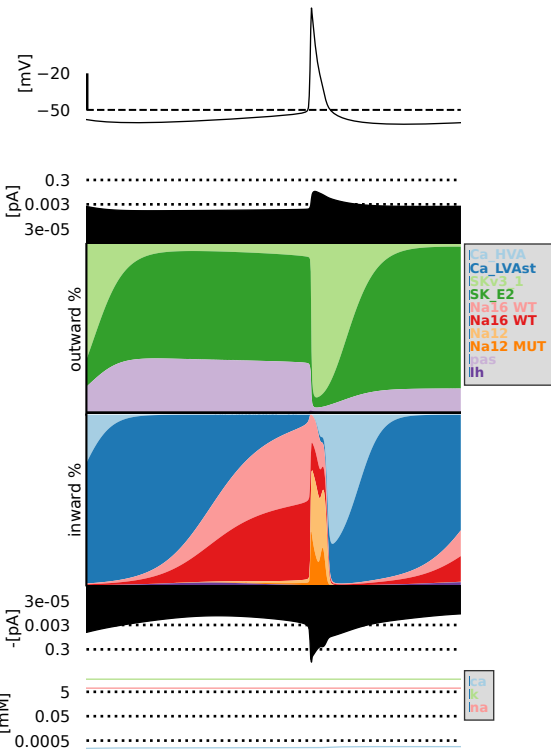 [mV]
−20
−50
[pA]
0.3
0.003
3e-05
outward %
Ca_HVA
Ca_LVAst
SKv3_1
SK_E2
Na16 WT
Na16 WT
Na12
Na12 MUT
pas
Ih
inward %
-[pA]
3e-05
0.003
0.3
[mM]
5
0.05
0.0005
ca
k
na